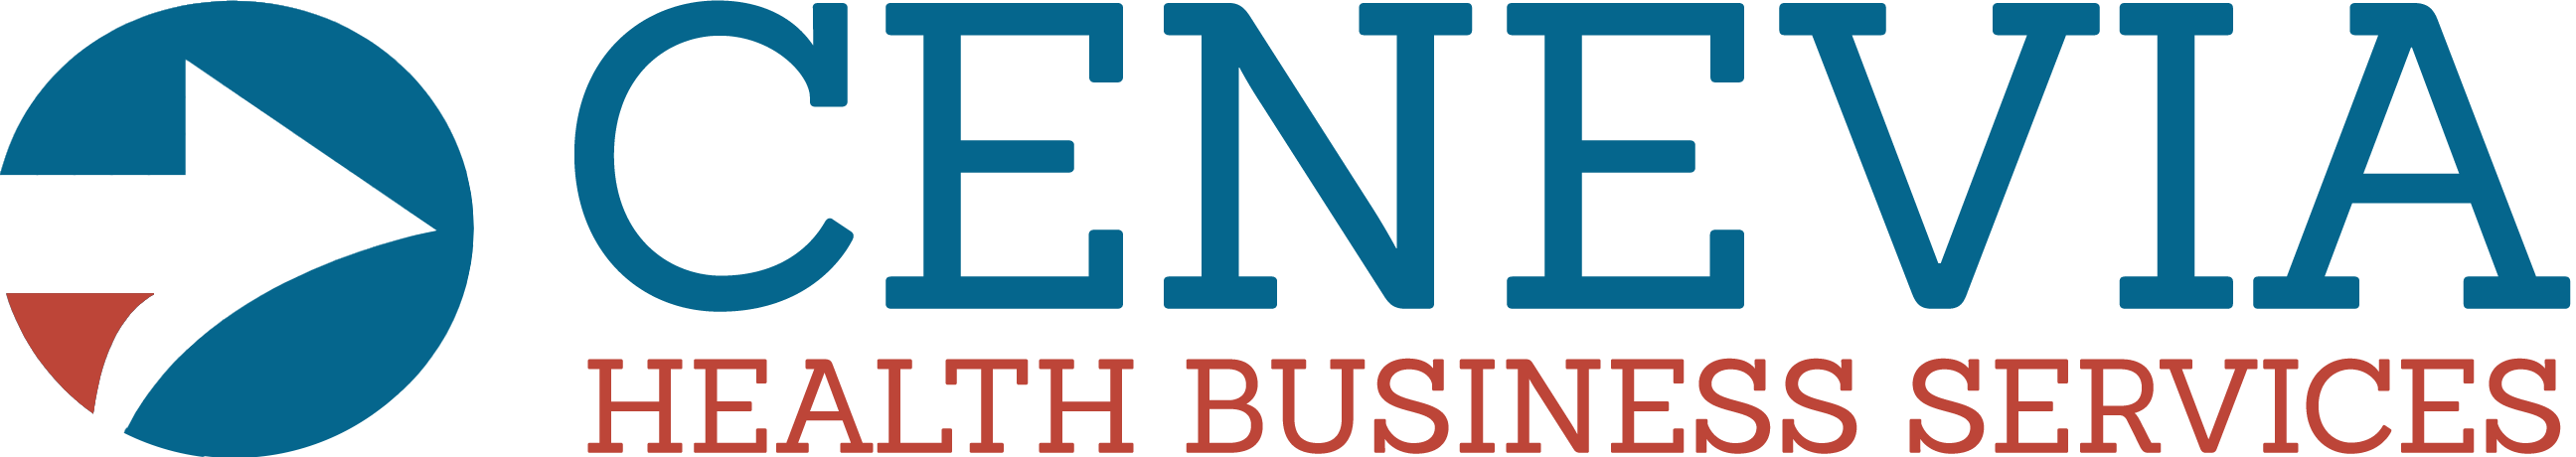 CENEVIA
HEALTH BUSINESS SERVICES